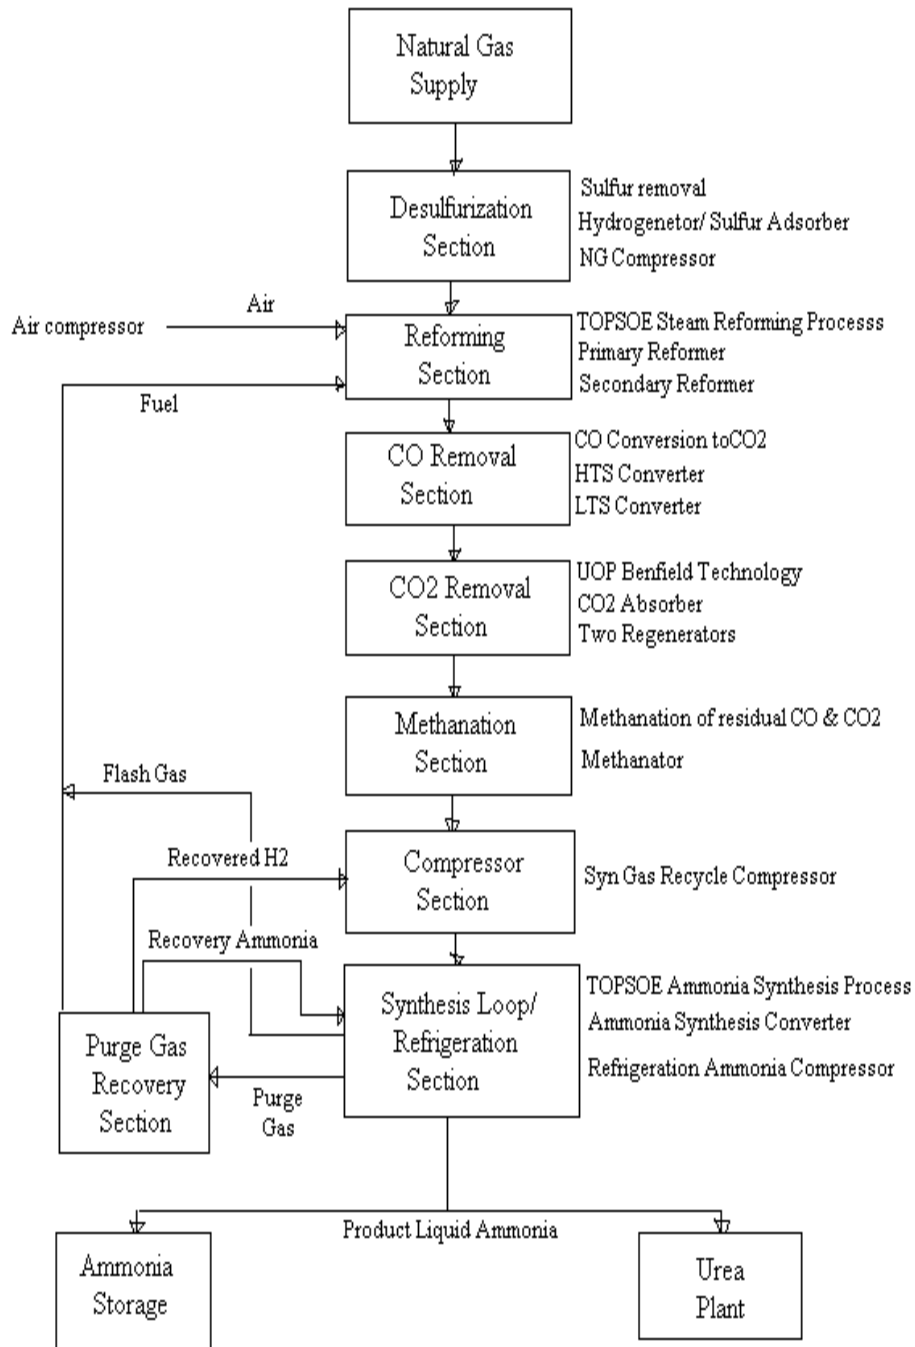 Natural Gas
Supply
Desulfurization
Section
Sulfur removal
Hydrogenetor/ Sulfur Adsorber
NG Compressor
Air
Air compressor
Reforming
Section
TOPSOE Steam Reforming Processs
Primary Reformer
Secondary Reformer
Fuel
CO Removal
Section
CO Conversion toCO2
HTS Converter
LTS Converter
CO2 Removal
Section
UOP Benfield Technology
CO2 Absorber
Two Regenerators
Methanation
Section
Methanation of residual CO & CO2
Methanator
Flash Gas
Recovered H2
Compressor
Section
Syn Gas Recycle Compressor
Recovery Ammonia
Synthesis Loop/
Refrigeration
Section
TOPSOE Ammonia Synthesis Process
Ammonia Synthesis Converter
Refrigeration Ammonia Compressor
Purge Gas
Recovery
Section
Purge
Gas
Product Liquid Ammonia
Ammonia
Storage
Urea
Plant